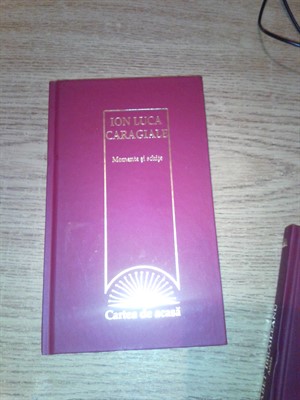 ION LUCA
CARAGIALE
Momente și schițe
Cartea de acasă